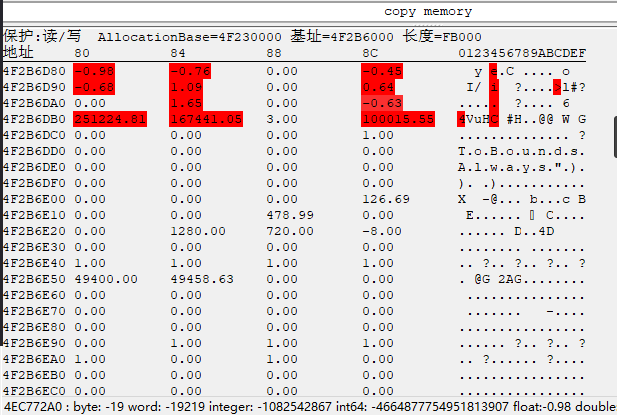 copy memory
保护:读/写 AllocationBase=4F230000 基址=4F2B6000 长度=FB000
地址 80 84 88 8C 0123456789ABCDEF
4F2B6D80 -0.98 -0.76 0.00 -0.45 y e.C .... o
4F2B6D90 -0.68 1.09 0.00 0.64 I/ i ?....>l#?
4F2B6DA0 0.00 1.65 0.00 -0.63 .... ?.... 6
4F2B6DB0 251224.81 167441.05 3.00 100015.55 4VuHC #H..@@ W G
4F2B6DC0 0.00 0.00 0.00 1.00 ............. ?
4F2B6DD0 0.00 0.00 0.00 0.00 T.o.B.o.u.n.d.s.
4F2B6DE0 0.00 0.00 0.00 0.00 A.l.w.a.y.s.".).
4F2B6DF0 0.00 0.00 0.00 0.00 ). .)...........
4F2B6E00 0.00 0.00 0.00 126.69 X -@... b...c B
4F2B6E10 0.00 0.00 478.99 0.00 E...... C....
4F2B6E20 0.00 1280.00 720.00 -8.00 ...... D..4D
4F2B6E30 0.00 0.00 0.00 0.00 ................
4F2B6E40 1.00 1.00 1.00 1.00 .. ?..?..?.. ?
4F2B6E50 49400.00 49458.63 0.00 0.00 . @G 2AG........
4F2B6E60 0.00 0.00 0.00 0.00 ................
4F2B6E70 0.00 0.00 0.00 0.00 ........ -....
4F2B6E80 0.00 0.00 0.00 0.00 ................
4F2B6E90 0.00 1.00 1.00 1.00 ...... ?..?.. ?
4F2B6EA0 1.00 0.00 1.00 0.00 .. ?...... ?....
4F2B6EB0 0.00 0.00 0.00 0.00 ................
4F2B6EC0 0.00 0.00 0.00 0.00 ................
4EC772A0 : byte: -19 word: -19219 integer: -1082542867 int64: -4664877754951813907 float:-0.98 double